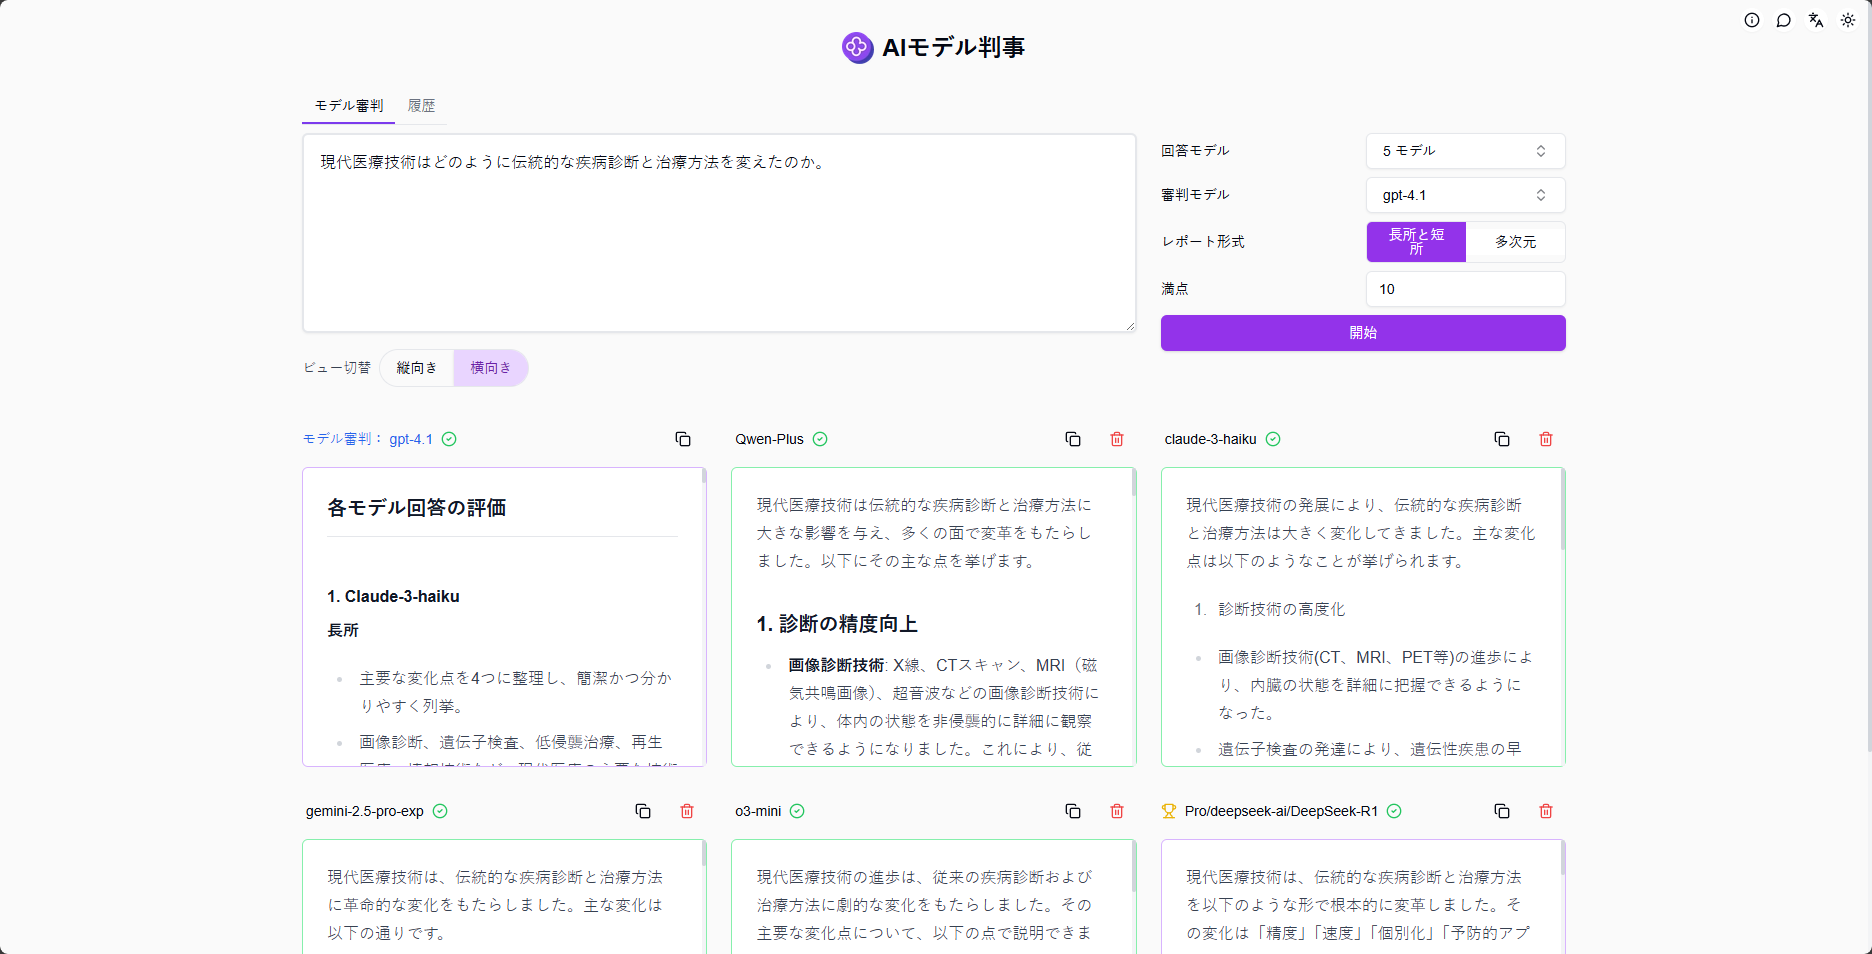 AIモデル判事
モデル審判 履歴
現代医療技術はどのように伝統的な疾病診断と治療方法を変えたのか。
回答モデル 5 モデル
審判モデル gpt-4.1
レポート形式 長所と短
所 多次元
満点 10
開始
ビュー切替 縦向き 横向き
モデル審判： gpt-4.1
各モデル回答の評価
1. Claude-3-haiku
長所
主要な変化点を4つに整理し、簡潔かつ分か
りやすく列挙。
画像診断、遺伝子検査、低侵襲治療、再生
Qwen-Plus
現代医療技術は伝統的な疾病診断と治療方法に
大きな影響を与え、多くの面で変革をもたらし
ました。以下にその主な点を挙げます。
1. 診断の精度向上
画像診断技術: X線、CTスキャン、MRI（磁
気共鳴画像）、超音波などの画像診断技術に
より、体内の状態を非侵襲的に詳細に観察
できるようになりました。これにより、従
claude-3-haiku
現代医療技術の発展により、伝統的な疾病診断
と治療方法は大きく変化してきました。主な変化
点は以下のようなことが挙げられます。
1. 診断技術の高度化
画像診断技術(CT、MRI、PET等)の進歩によ
り、内臓の状態を詳細に把握できるように
なった。
遺伝子検査の発達により、遺伝性疾患の早
gemini-2.5-pro-exp
現代医療技術は、伝統的な疾病診断と治療方法
に革命的な変化をもたらしました。主な変化は
以下の通りです。
o3-mini
現代医療技術の進歩は、従来の疾病診断および
治療方法に劇的な変化をもたらしました。その
主要な変化点について、以下の点で説明できま
Pro/deepseek-ai/DeepSeek-R1
現代医療技術は、伝統的な疾病診断と治療方法
を以下のような形で根本的に変革しました。そ
の変化は「精度」「速度」「個別化」「予防的アプ